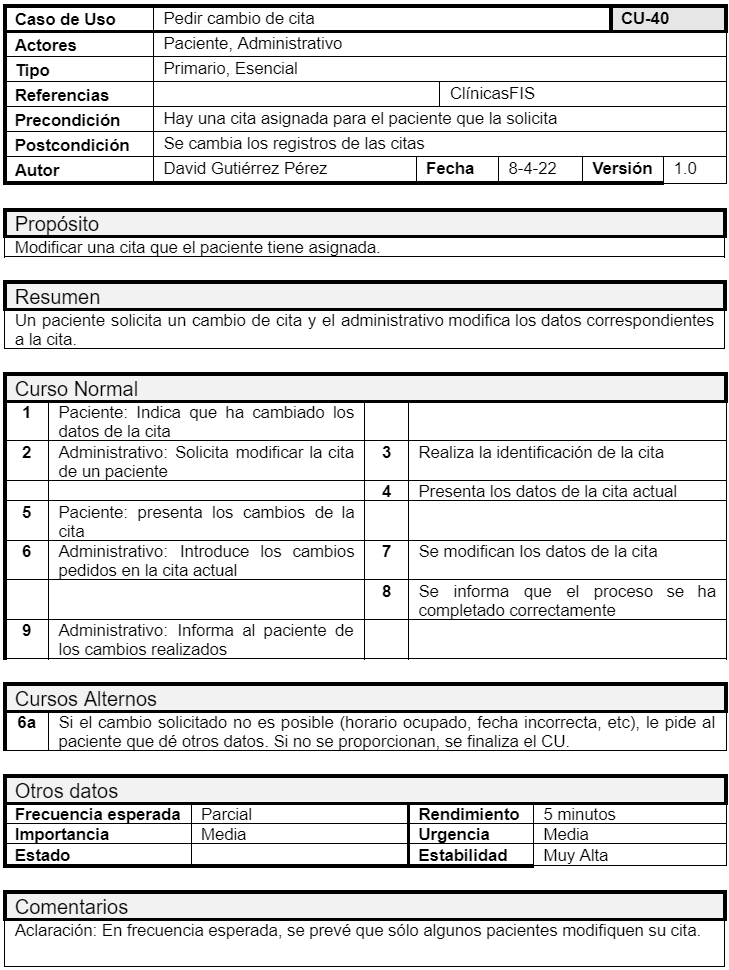 Caso de Uso Pedir cambio de cita CU-40
Actores Paciente, Administrativo
Tipo Primario, Esencial
Referencias ClínicasFIS
Precondición Hay una cita asignada para el paciente que la solicita
Postcondición Se cambia los registros de las citas
Autor David Gutiérrez Pérez Fecha 8-4-22 Versión 1.0
Propósito
Modificar una cita que el paciente tiene asignada.
Resumen
Un paciente solicita un cambio de cita y el administrativo modifica los datos correspondientes
a la cita.
Curso Normal
1 Paciente: Indica que ha cambiado los
datos de la cita
2 Administrativo: Solicita modificar la cita
de un paciente
3 Realiza la identificación de la cita
4 Presenta los datos de la cita actual
5 Paciente: presenta los cambios de la
cita
6 Administrativo: Introduce los cambios
pedidos en la cita actual
7 Se modifican los datos de la cita
8 Se informa que el proceso se ha
completado correctamente
9 Administrativo: Informa al paciente de
los cambios realizados
Cursos Alternos
6a Si el cambio solicitado no es posible (horario ocupado, fecha incorrecta, etc), le pide al
paciente que dé otros datos. Si no se proporcionan, se finaliza el CU.
Otros datos
Frecuencia esperada Parcial Rendimiento 5 minutos
Importancia Media Urgencia Media
Estado Estabilidad Muy Alta
Comentarios
Aclaración: En frecuencia esperada, se prevé que sólo algunos pacientes modifiquen su cita.